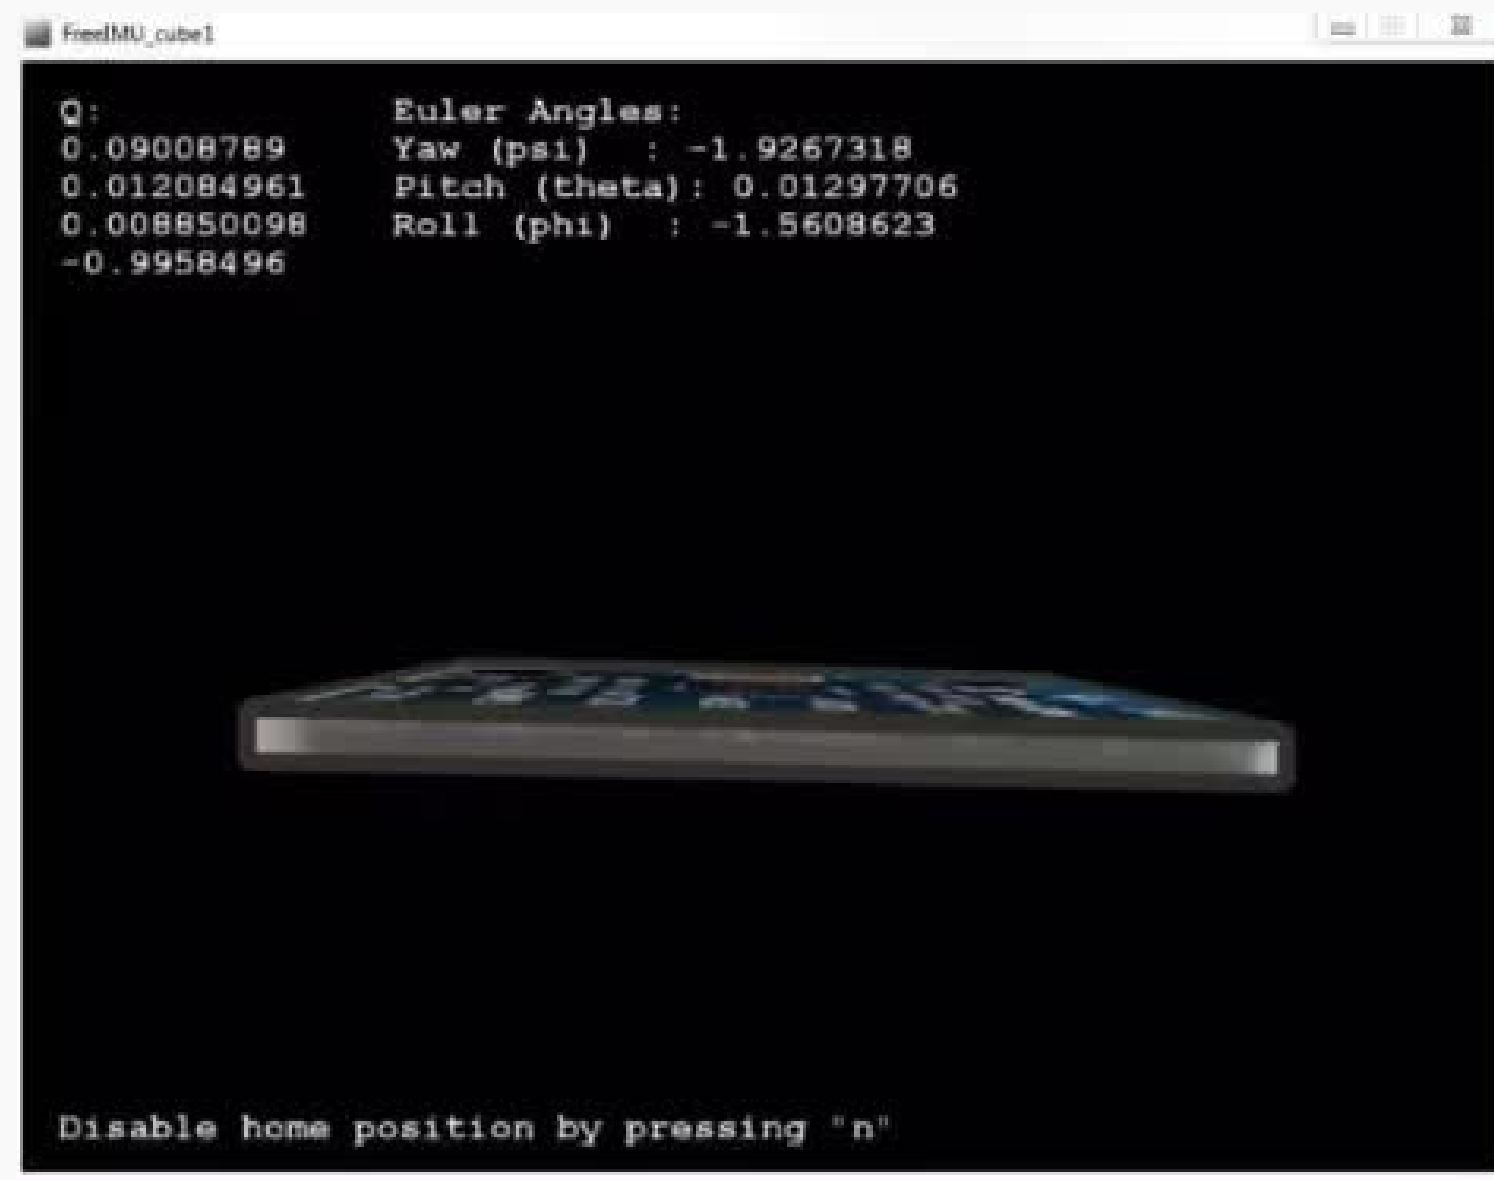 FreeIMU_cube1
Q:
0.09008789
0.012084961
0.008850098
-0.9958496
Euler Angles:
Yaw (psi) : -1.9267318
Pitch (theta): 0.01297706
Roll (phi) : -1.5608623
Disable home position by pressing "n"